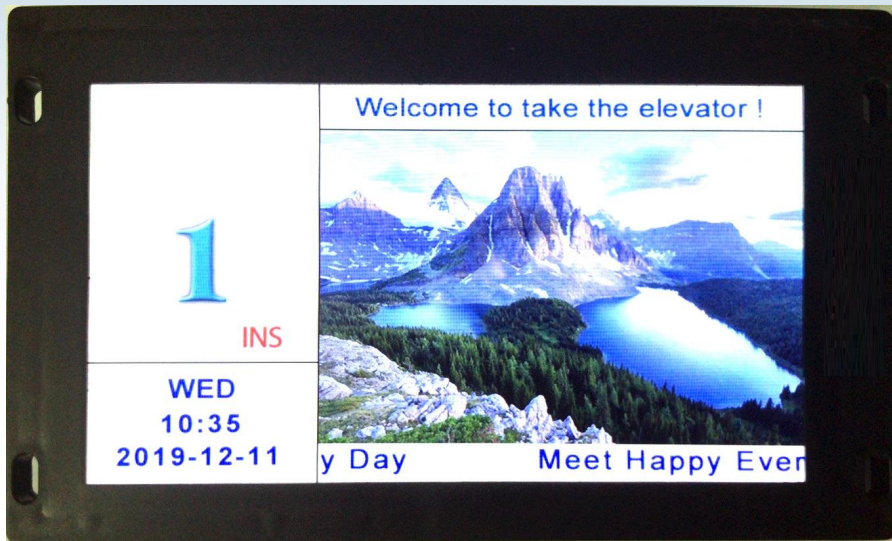 Welcome to take the elevator !
1
INS
WED
10:35
2019-12-11
y Day Meet Happy Ever